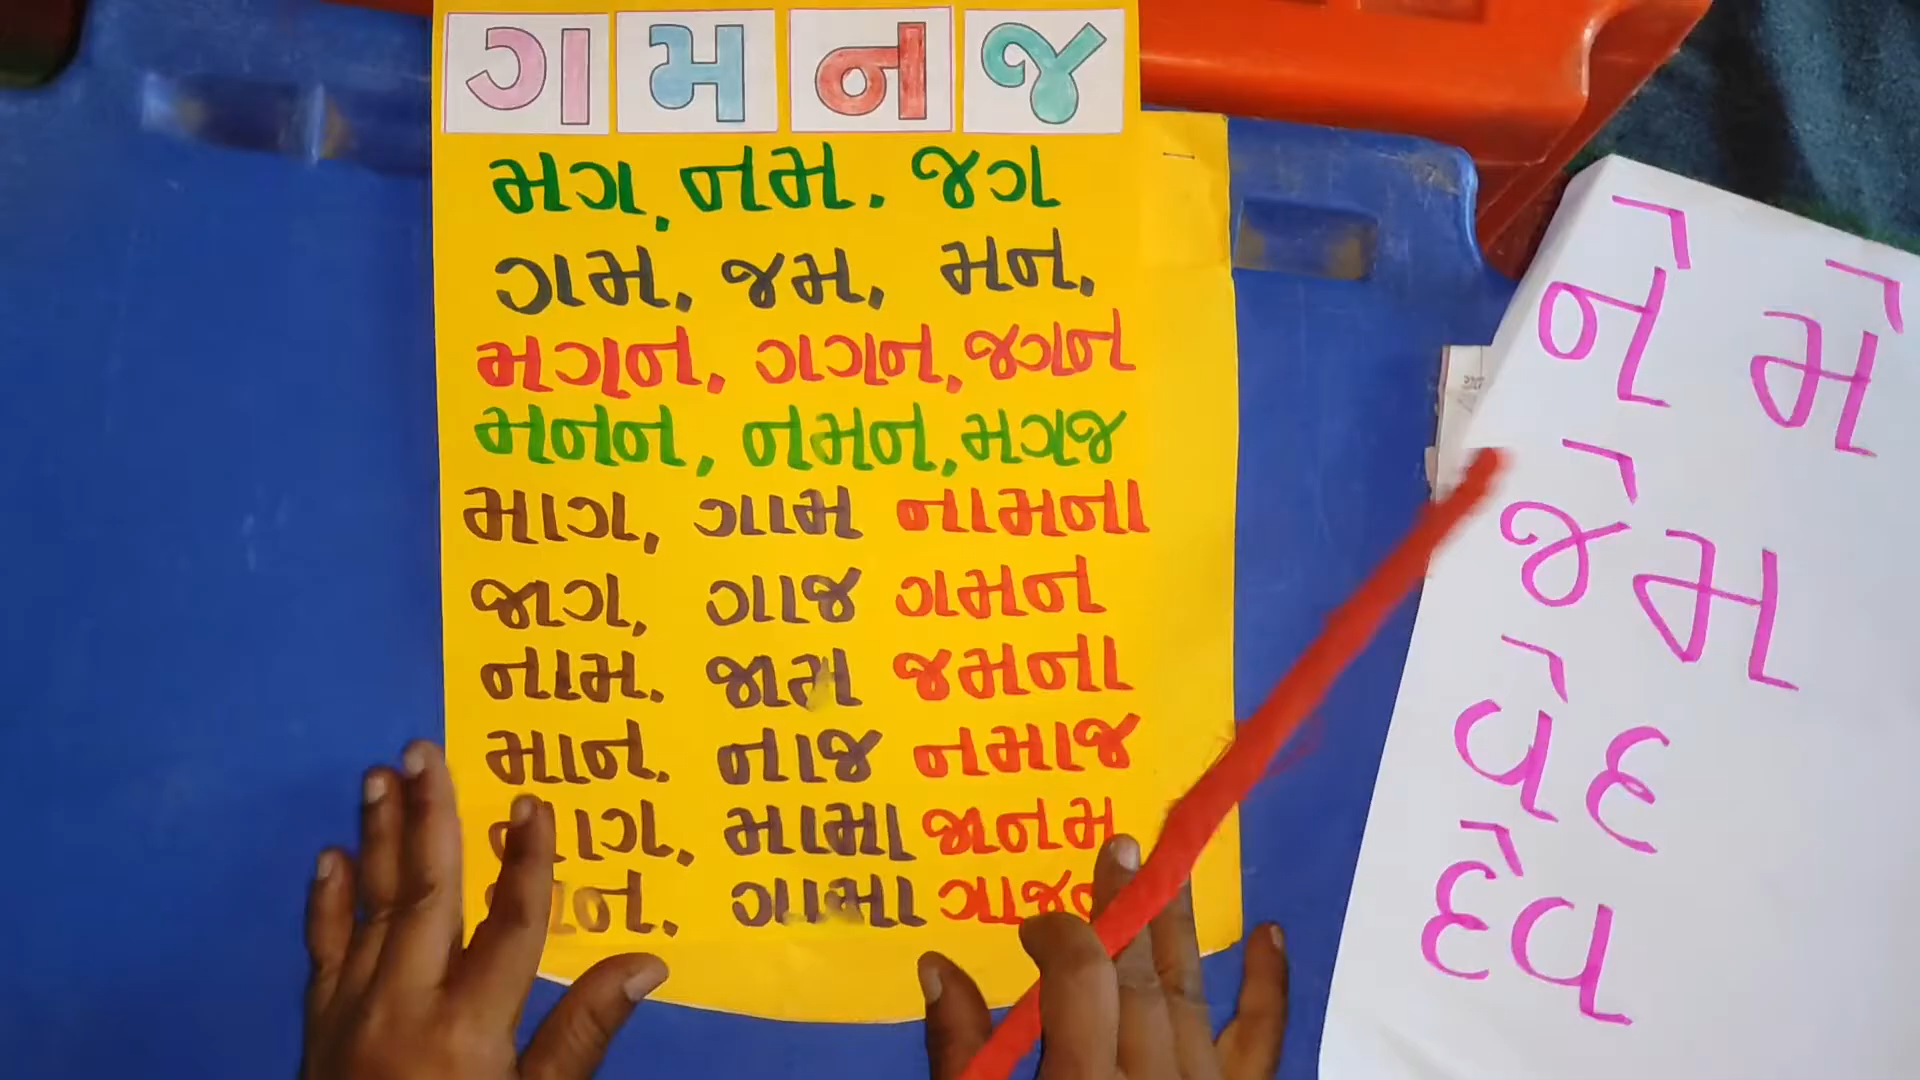 ગ મ ન જ
મગ, નમ. જગ
ગમ, જમ, મન,
મગન, ગગન, જગન
મનન, નમન, મગજ
માગ, ગામ નામના
જાગ, ગાજ ગમન
નામ. જામ જમના
માન. નાજ નમાજ
મામા જાનમ
ગામા
ને મે
જેમ
વેદ
દેવ